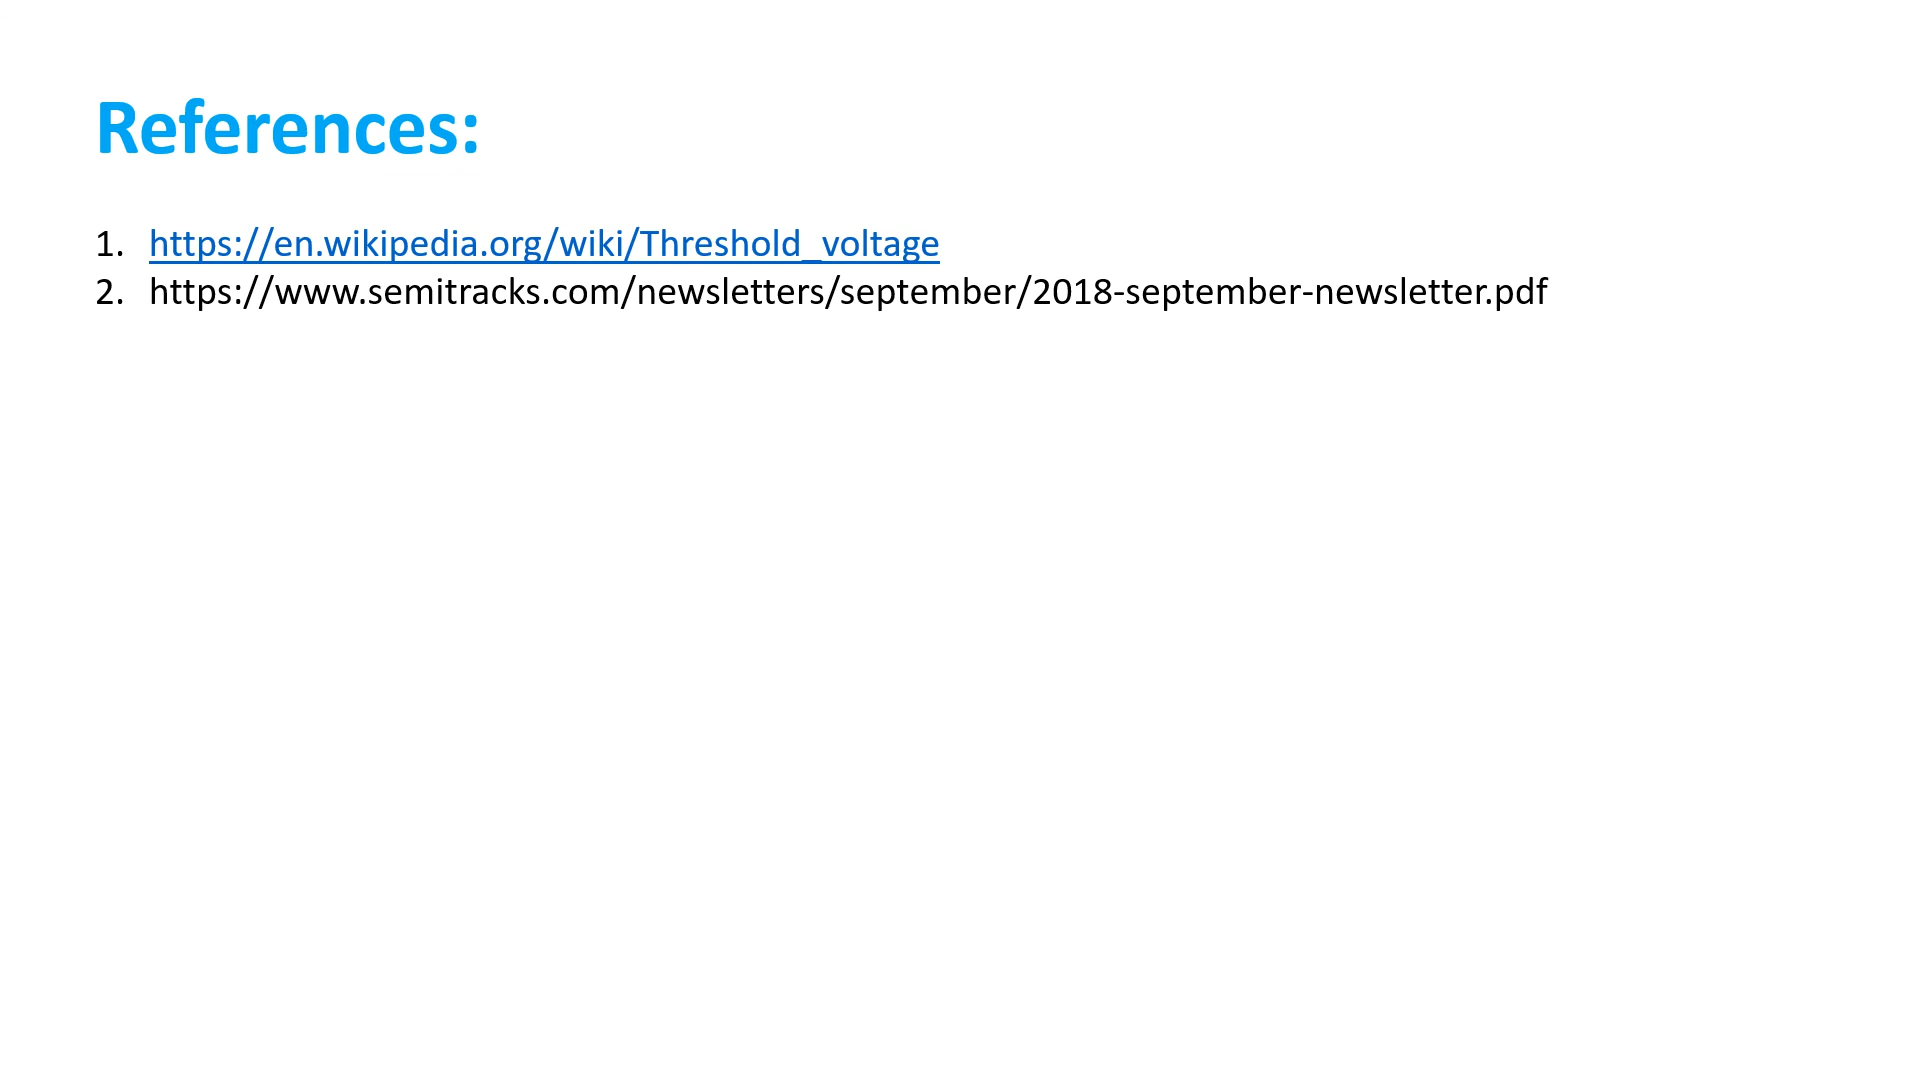 References:
1. https://en.wikipedia.org/wiki/Threshold_voltage
2. https://www.semitracks.com/newsletters/september/2018-september-newsletter.pdf